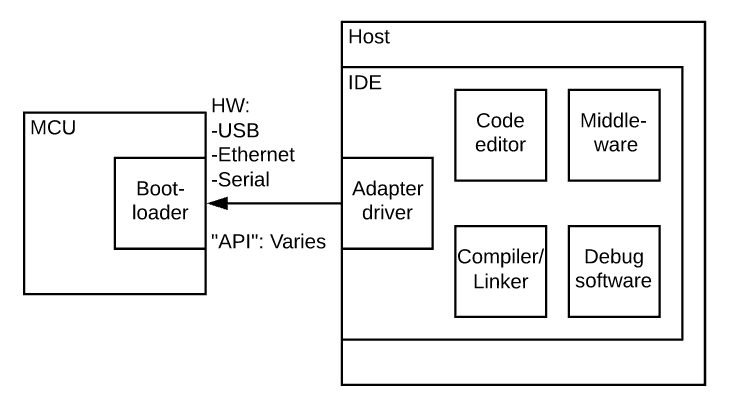 Host
IDE
HW:
-USB
-Ethernet
-Serial
MCU
Boot-
loader
"API": Varies
Adapter
driver
Code
editor
Middle-
ware
Compiler/
Linker
Debug
software